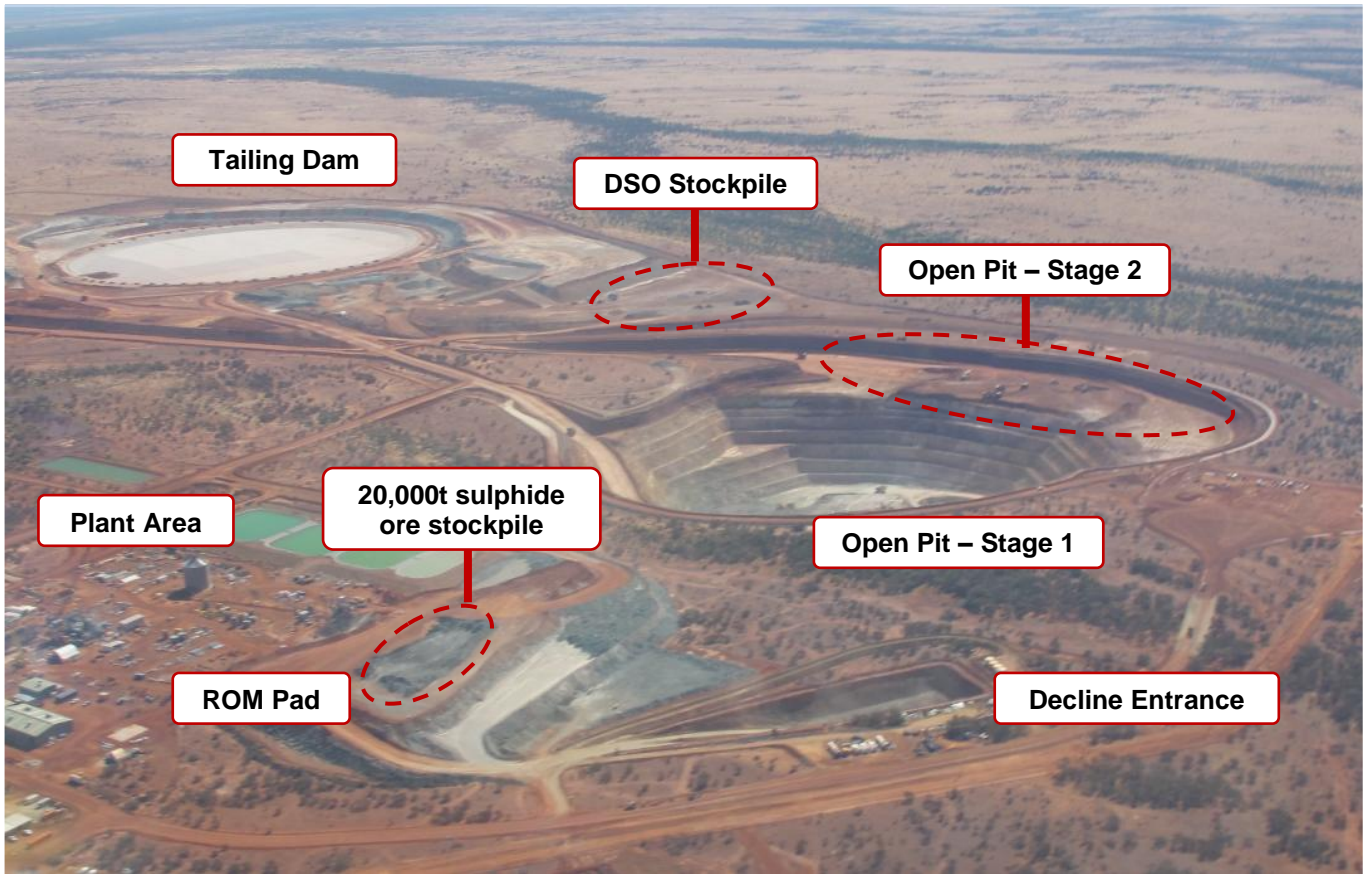 Tailing Dam
DSO Stockpile
Open Pit – Stage 2
20,000t sulphide
ore stockpile
Plant Area
Open Pit – Stage 1
ROM Pad
Decline Entrance